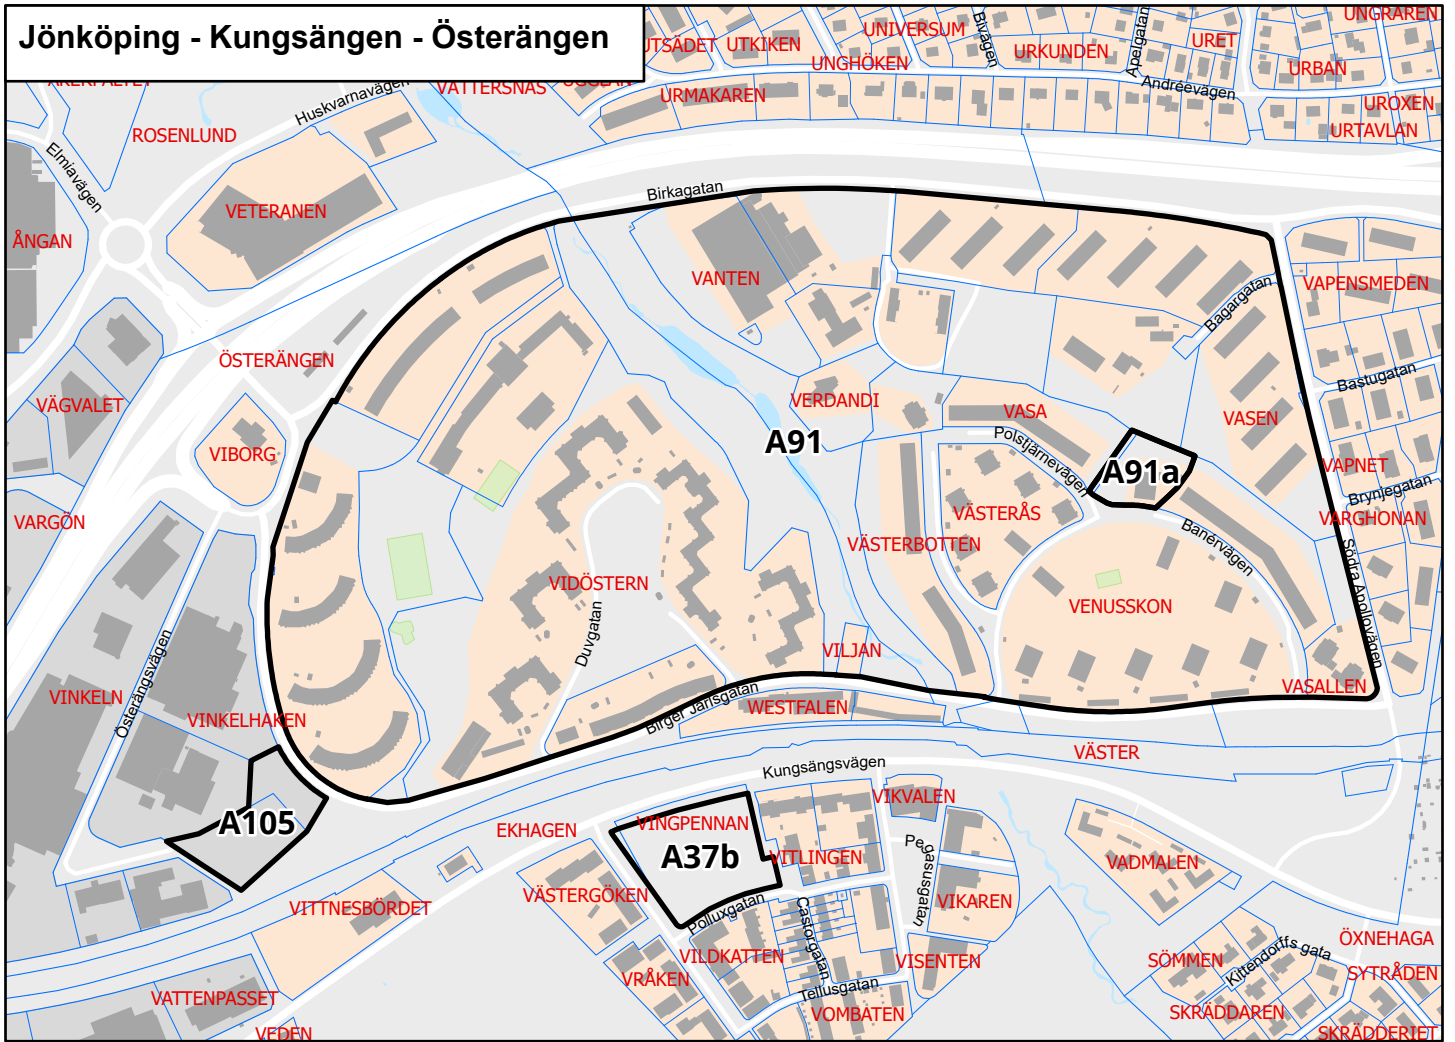 Jönköping - Kungsängen - Österängen
UTSÄDET
UTKIKEN
UNIVERSUM
Bivägen
URKUNDEN
Apelgatan
URET
UNGRAREN
UNGHÖKEN
URBAN
Andréevägen
VÄTTERSNÄS
URMAKAREN
UROXEN
URTAVLAN
Huskvarnavägen
ROSENLUND
Elmiavägen
VETERANEN
Birkagatan
ÅNGAN
VANTEN
VAPENSMEDEN
Bagargatan
ÖSTERÄNGEN
Bastugatan
VÄGVALET
VERDANDI
VASA
VASEN
A91
Polstjärnevägen
VIBORG
A91a
VAPNET
Brynjegatan
VARGÖN
VÄSTERÅS
VARGHONAN
Banérvägen
VÄSTERBOTTEN
Södra Apollovägen
VIDÖSTERN
VENUSSKON
Duvgatan
VILJAN
Österängsvägen
VINKELN
VASALLEN
Birger Jarlsgatan
WESTFALEN
VINKELHAKEN
VÄSTER
Kungsängsvägen
VIKVALEN
A105
EKHAGEN
VINGPENNAN
A37b
VITLINGEN
Pegasusgatan
VADMALEN
VÄSTERGÖKEN
VITTNESBÖRDET
Polluxgatan
Castorgatan
VIKAREN
VILDKATTEN
VISENTEN
SÖMMEN
Kittendorffs gata
ÖXNEHAGA
VRÅKEN
SYTRÅDEN
Tellusgatan
VATTENPASSET
VOMBATEN
SKRÄDDAREN
VEDEN
SKRÄDDERIET